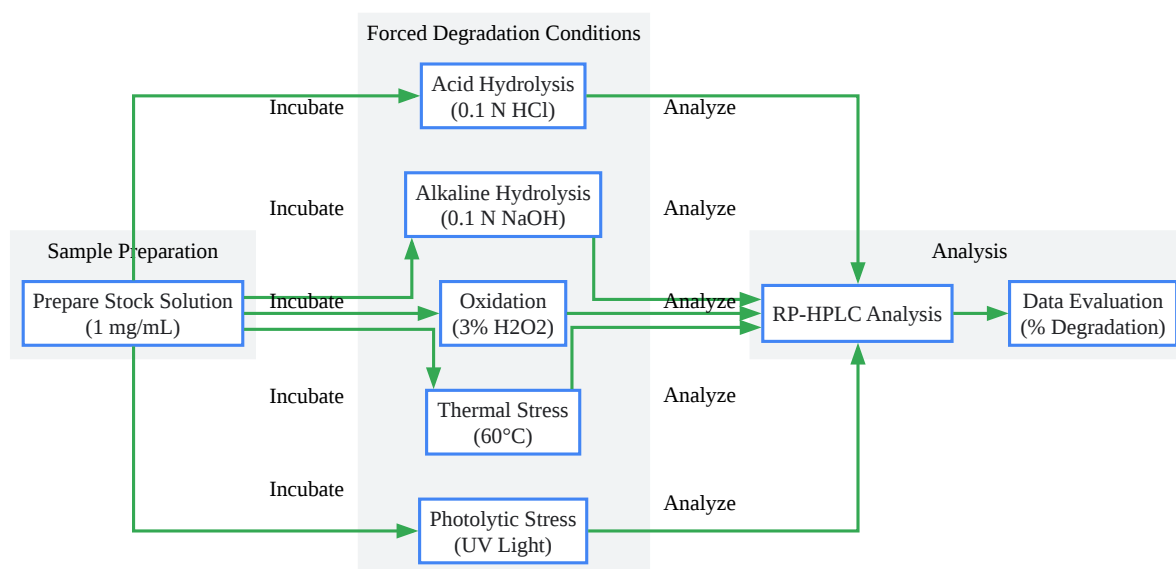 Forced Degradation Conditions
Acid Hydrolysis
(0.1 N HCl)
Incubate
Analyze
Alkaline Hydrolysis
(0.1 N NaOH)
Incubate
Analyze
Sample Preparation
Analysis
Prepare Stock Solution
(1 mg/mL)
Incubate
Oxidation
(3% H2O2)
Analyze
RP-HPLC Analysis
Data Evaluation
(% Degradation)
Incubate
Thermal Stress
(60°C)
Analyze
Incubate
Photolytic Stress
(UV Light)
Analyze